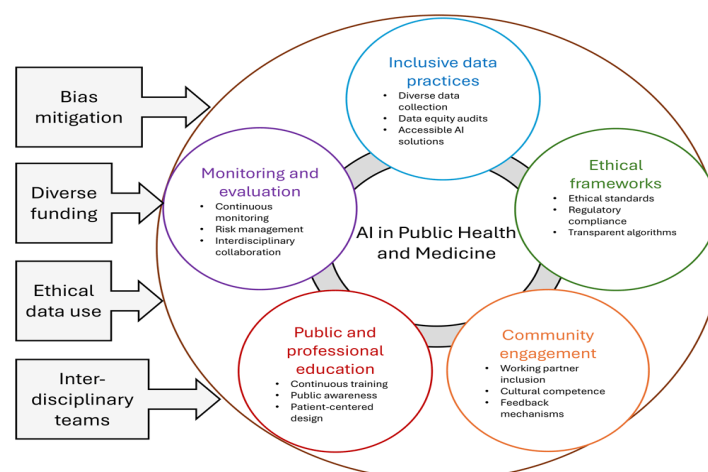 Bias
mitigation
Diverse
funding
Ethical
data use
Inter-
disciplinary
teams
Inclusive data
practices
• Diverse data
collection
• Data equity audits
• Accessible AI
solutions
Monitoring and
evaluation
• Continuous
monitoring
• Risk management
• Interdisciplinary
collaboration
Ethical
frameworks
• Ethical standards
• Regulatory
compliance
• Transparent algorithms
AI in Public Health
and Medicine
Public and
professional
education
• Continuous training
• Public awareness
• Patient-centered
design
Community
engagement
• Working partner
inclusion
• Cultural competence
• Feedback
mechanisms